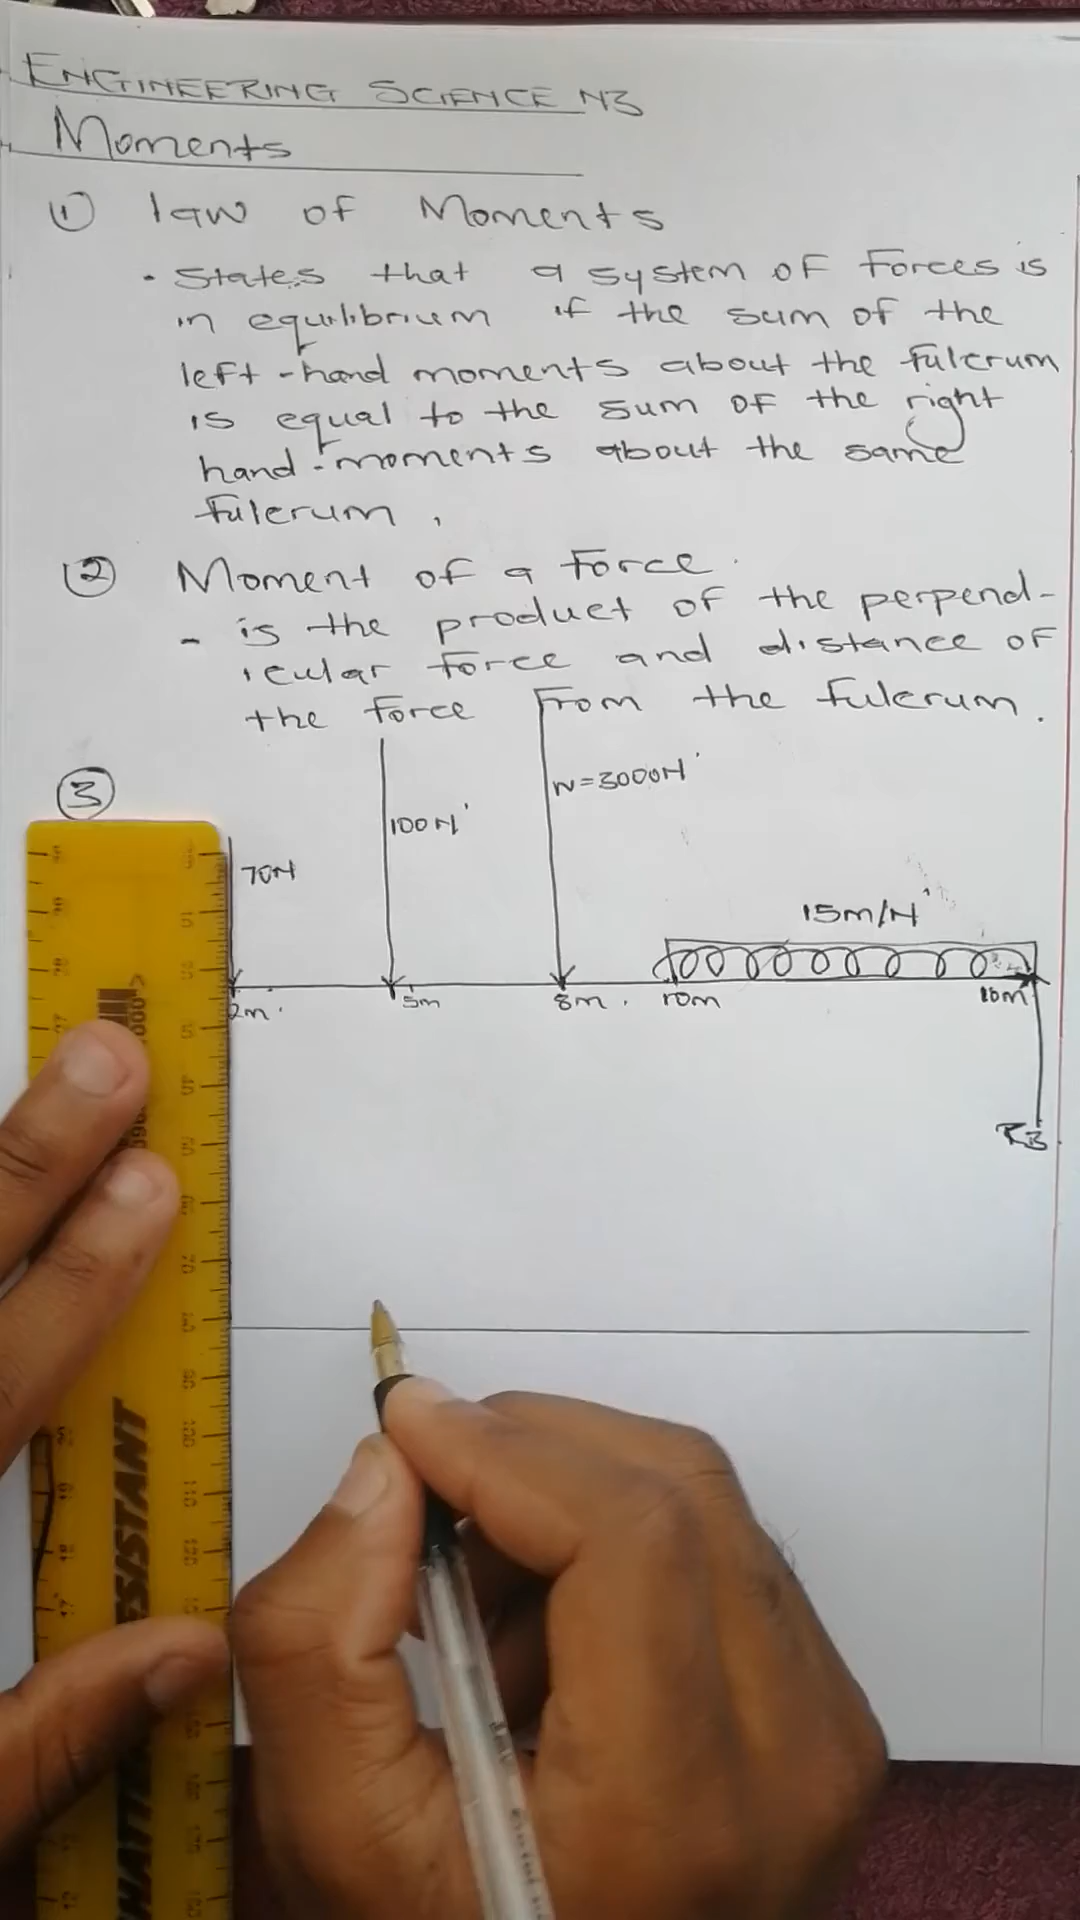 ENGINEERING SCIENCE N3
Moments
① law of Moments
· States that a system of Forces is
in equilibrium if the sum of the
left-hand moments about the fulcrum
is equal to the sum of the right
hand-moments about the same
fulcrum.
② Moment of a Force.
- is the product of the perpend-
icular force and distance of
the force from the fulcrum.
③
W=3000N
100N
70N
15m/N
2m.
5m
8m.
10m
16m
RB
ASSISTANT